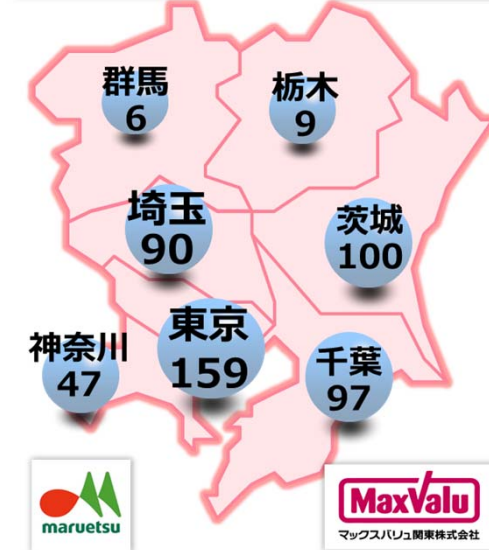 群馬
6
栃木
9
埼玉
90
茨城
100
東京
159
神奈川
47
千葉
97
maruetsu
MaxValu
マックスバリュ関東株式会社